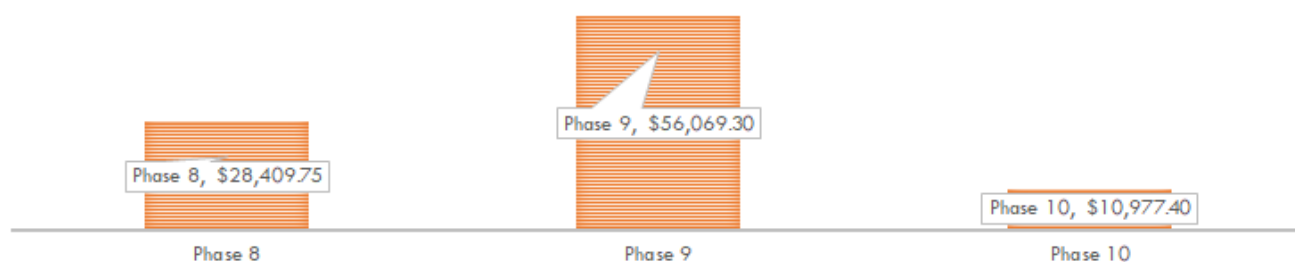 Phase 9, $56,069.30
Phase 8, $28,409.75
Phase 10, $10,977.40
Phase 8
Phase 9
Phase 10